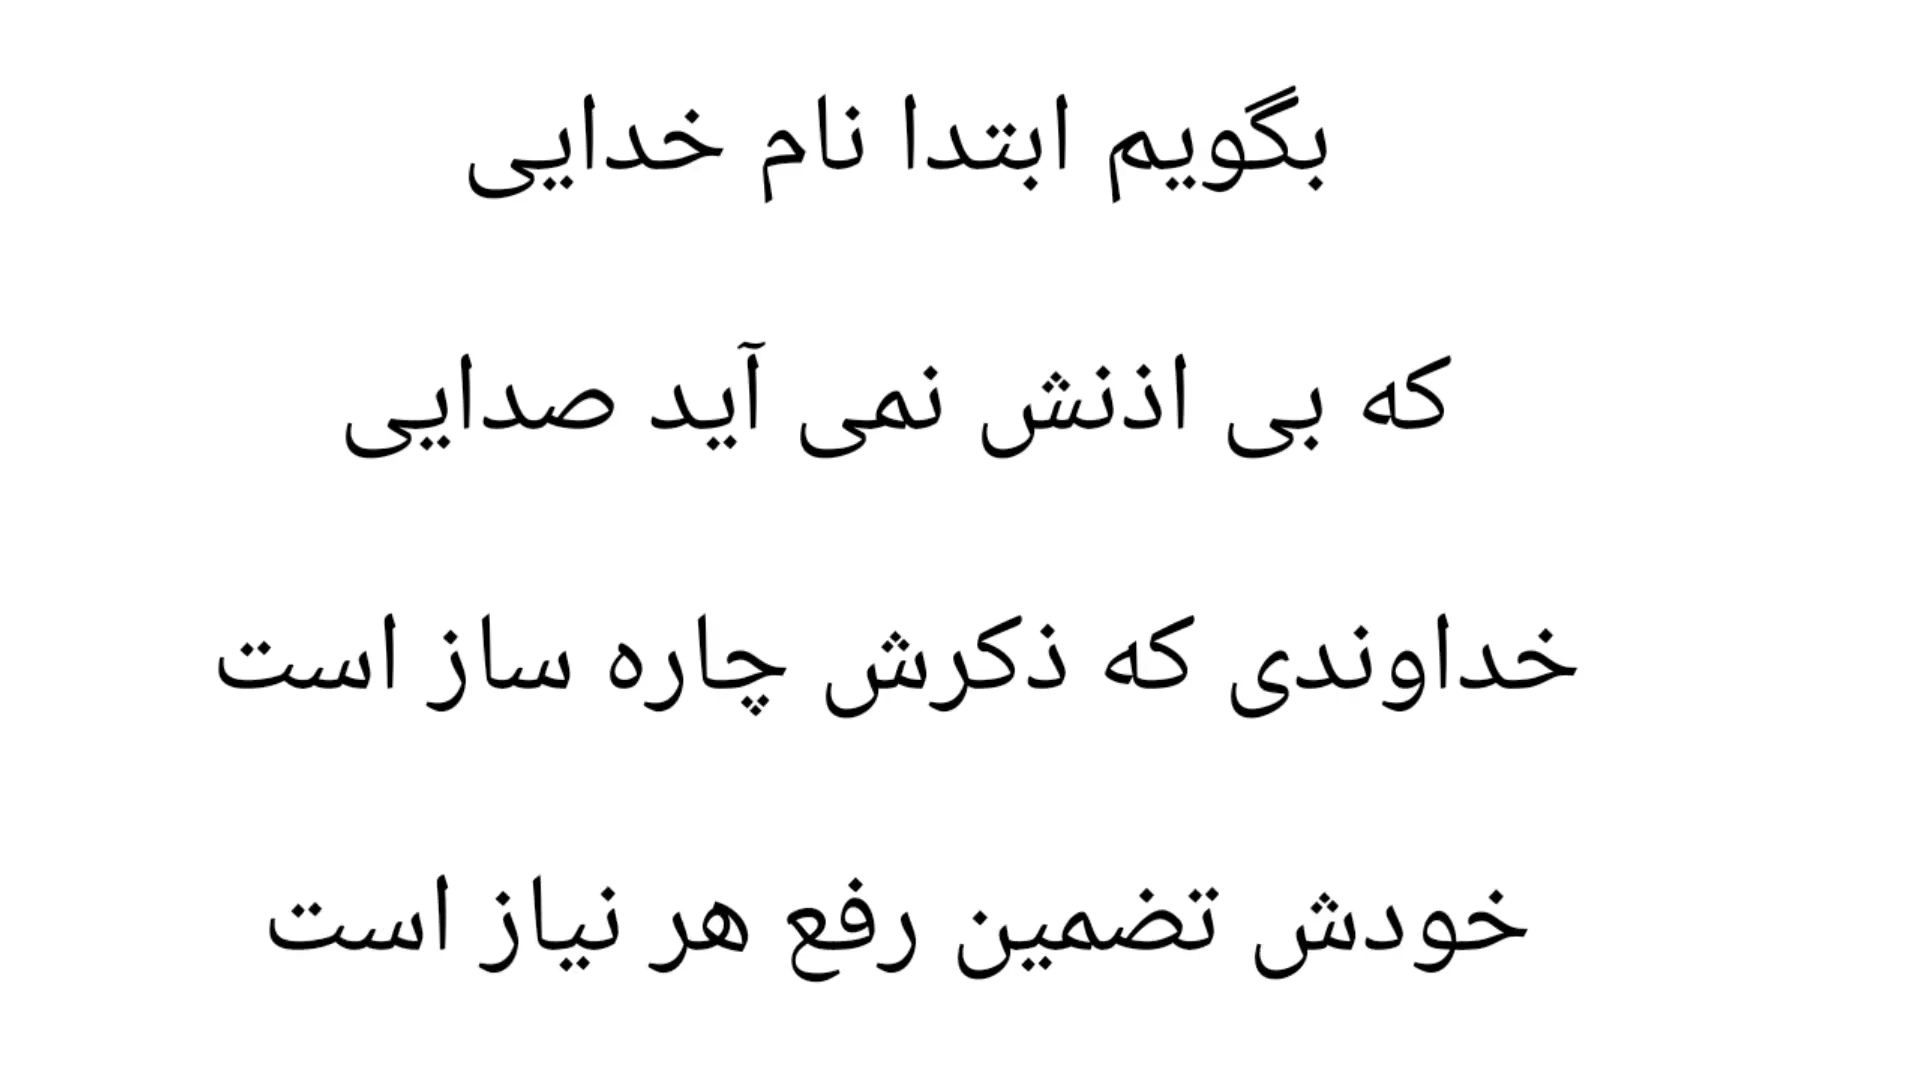 بگویم ابتدا نام خدایی
که بی اذنش نمی آید صدایی
خداوندی که ذکرش چاره ساز است
خودش تضمین رفع هر نیاز است